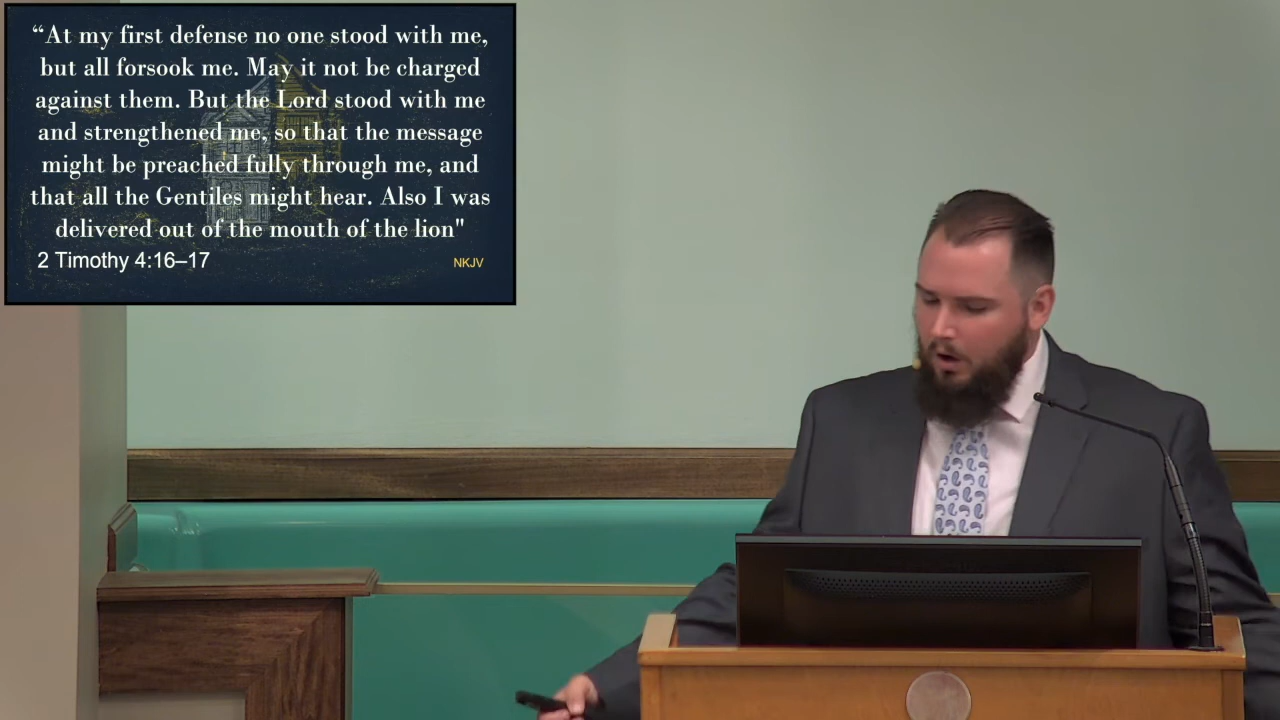 “At my first defense no one stood with me,
but all forsook me. May it not be charged
against them. But the Lord stood with me
and strengthened me, so that the message
might be preached fully through me, and
that all the Gentiles might hear. Also I was
delivered out of the mouth of the lion"
2 Timothy 4:16–17 NKJV